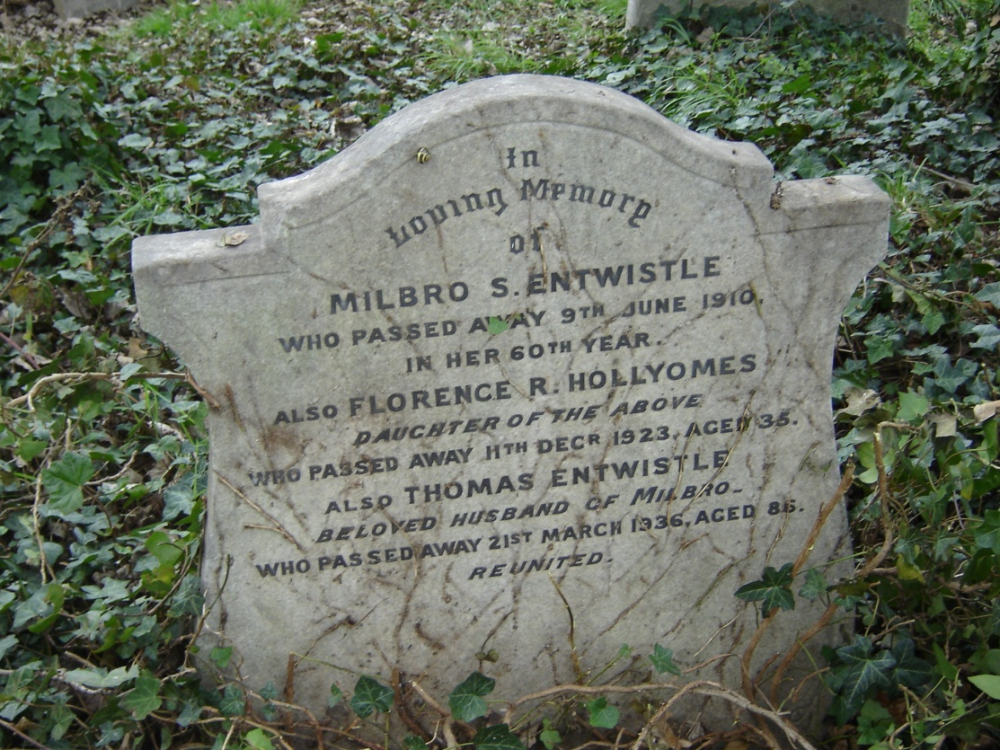 In
Loving Memory
of
MILBRO S. ENTWISTLE
WHO PASSED AWAY 9TH JUNE 1910.
IN HER 60TH YEAR.
ALSO FLORENCE R. HOLLYOMES
DAUGHTER OF THE ABOVE
WHO PASSED AWAY 11TH DECR 1923, AGED 35.
ALSO THOMAS ENTWISTLE
BELOVED HUSBAND OF MILBRO.
WHO PASSED AWAY 21ST MARCH 1936, AGED 86.
REUNITED.